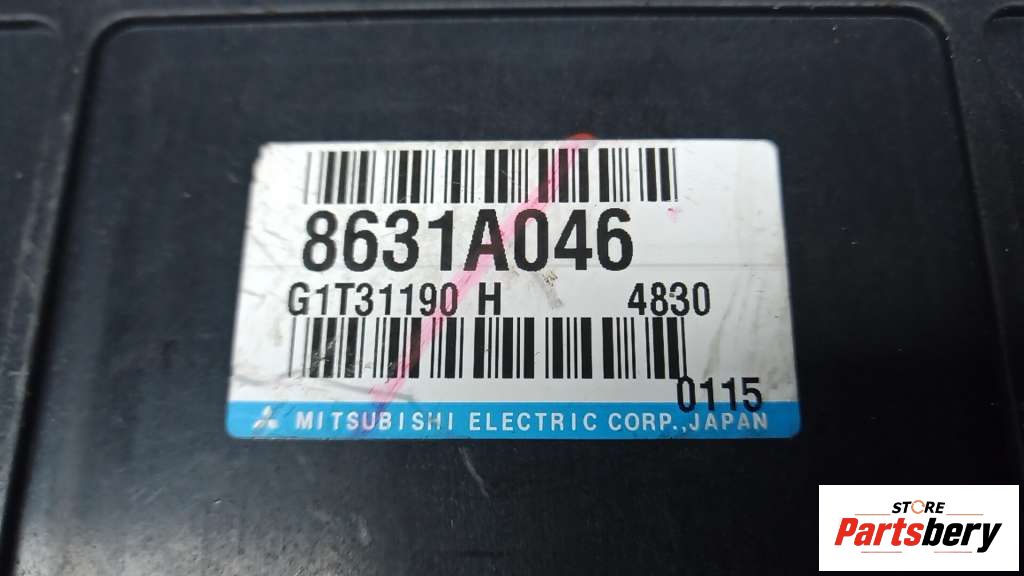 8631A046
G1T31190 H 4830
0115
MITSUBISHI ELECTRIC CORP.,JAPAN
STORE
Partsbery